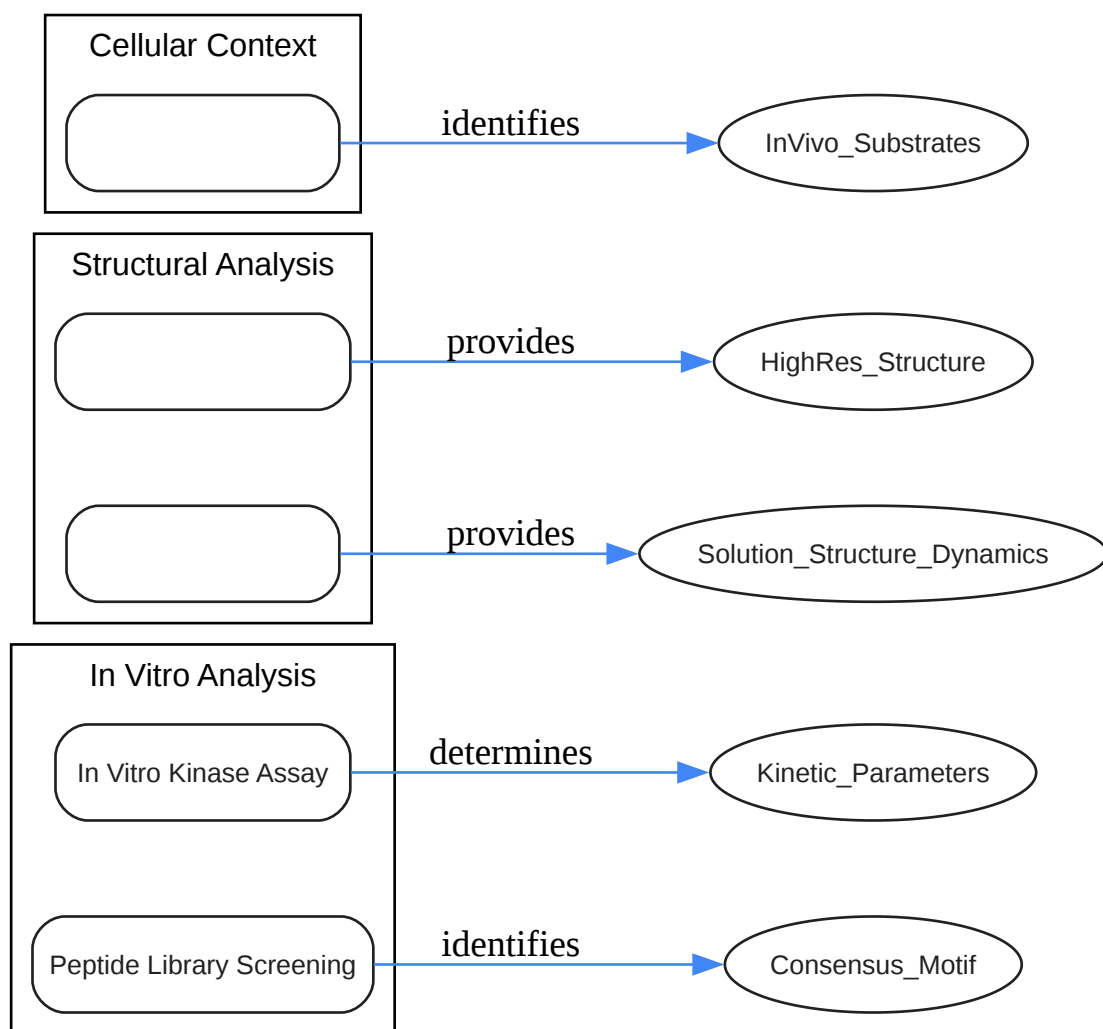 Cellular Context
identifies
InVivo_Substrates
Structural Analysis
provides
HighRes_Structure
provides
Solution_Structure_Dynamics
In Vitro Analysis
In Vitro Kinase Assay
determines
Kinetic_Parameters
Peptide Library Screening
identifies
Consensus_Motif